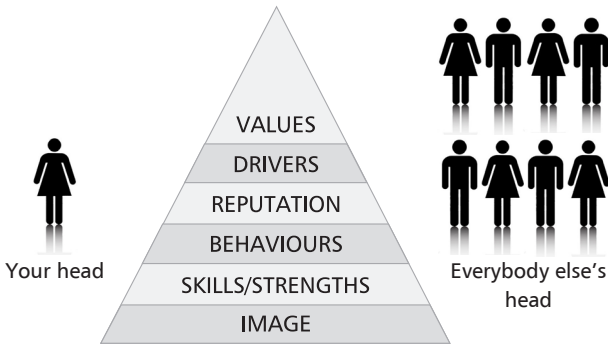 VALUES
DRIVERS
REPUTATION
BEHAVIOURS
SKILLS/STRENGTHS
IMAGE
Your head
Everybody else's
head